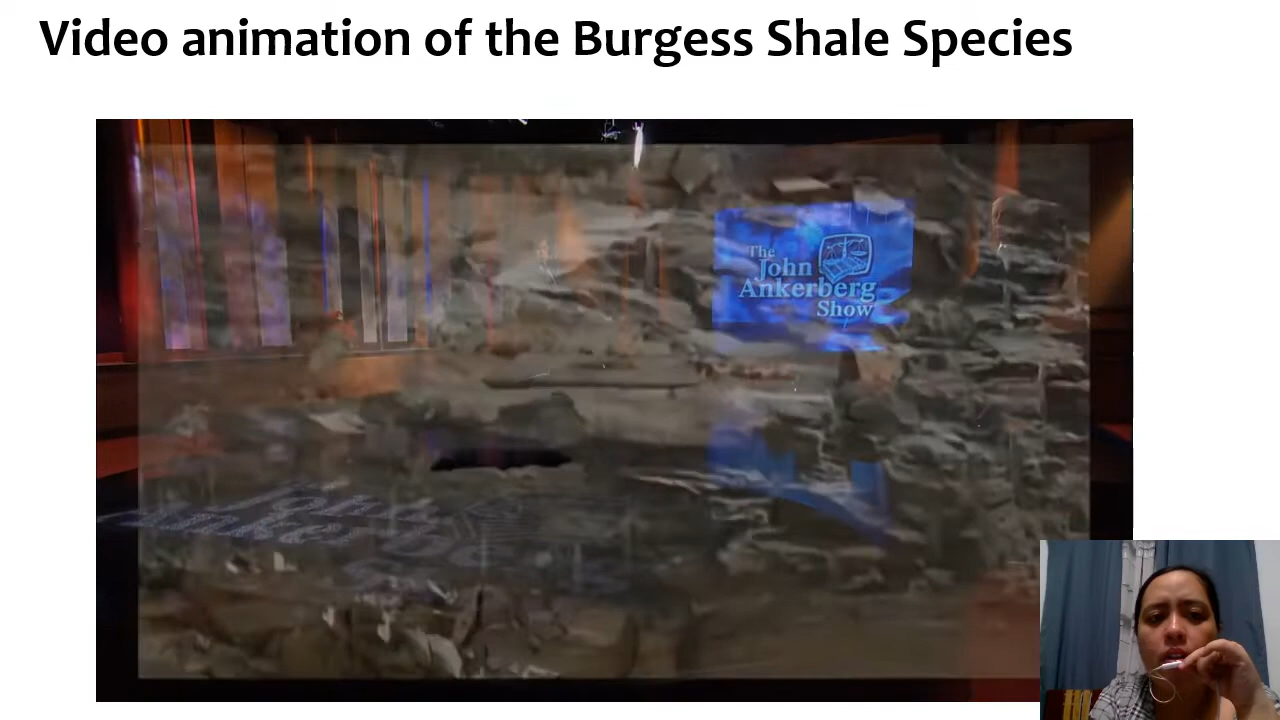 Video animation of the Burgess Shale Species
The
John
Ankerberg
Show